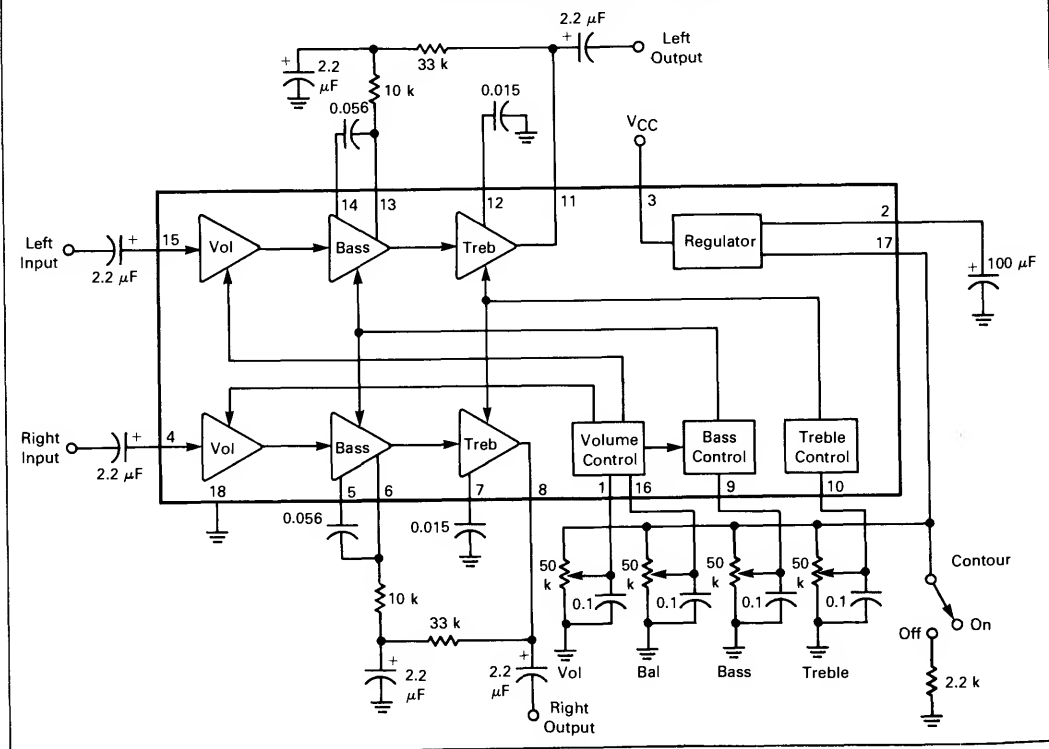 2.2 μF
+
Left
Output
+
2.2
μF
33 k
10 k
0.056
0.015
VCC
14
13
12
11
3
2
17
Left
Input
+
2.2 μF
15
Vol
Bass
Treb
Regulator
+
100 μF
Right
Input
+
2.2 μF
4
Vol
Bass
Treb
Volume
Control
Bass
Control
Treble
Control
18
5
6
7
8
1
16
9
10
0.056
0.015
50
k
50
k
50
k
50
k
0.1
0.1
0.1
0.1
Contour
On
Off
2.2 k
10 k
33 k
+
2.2
μF
2.2
μF
+
Right
Output
Vol
Bal
Bass
Treble